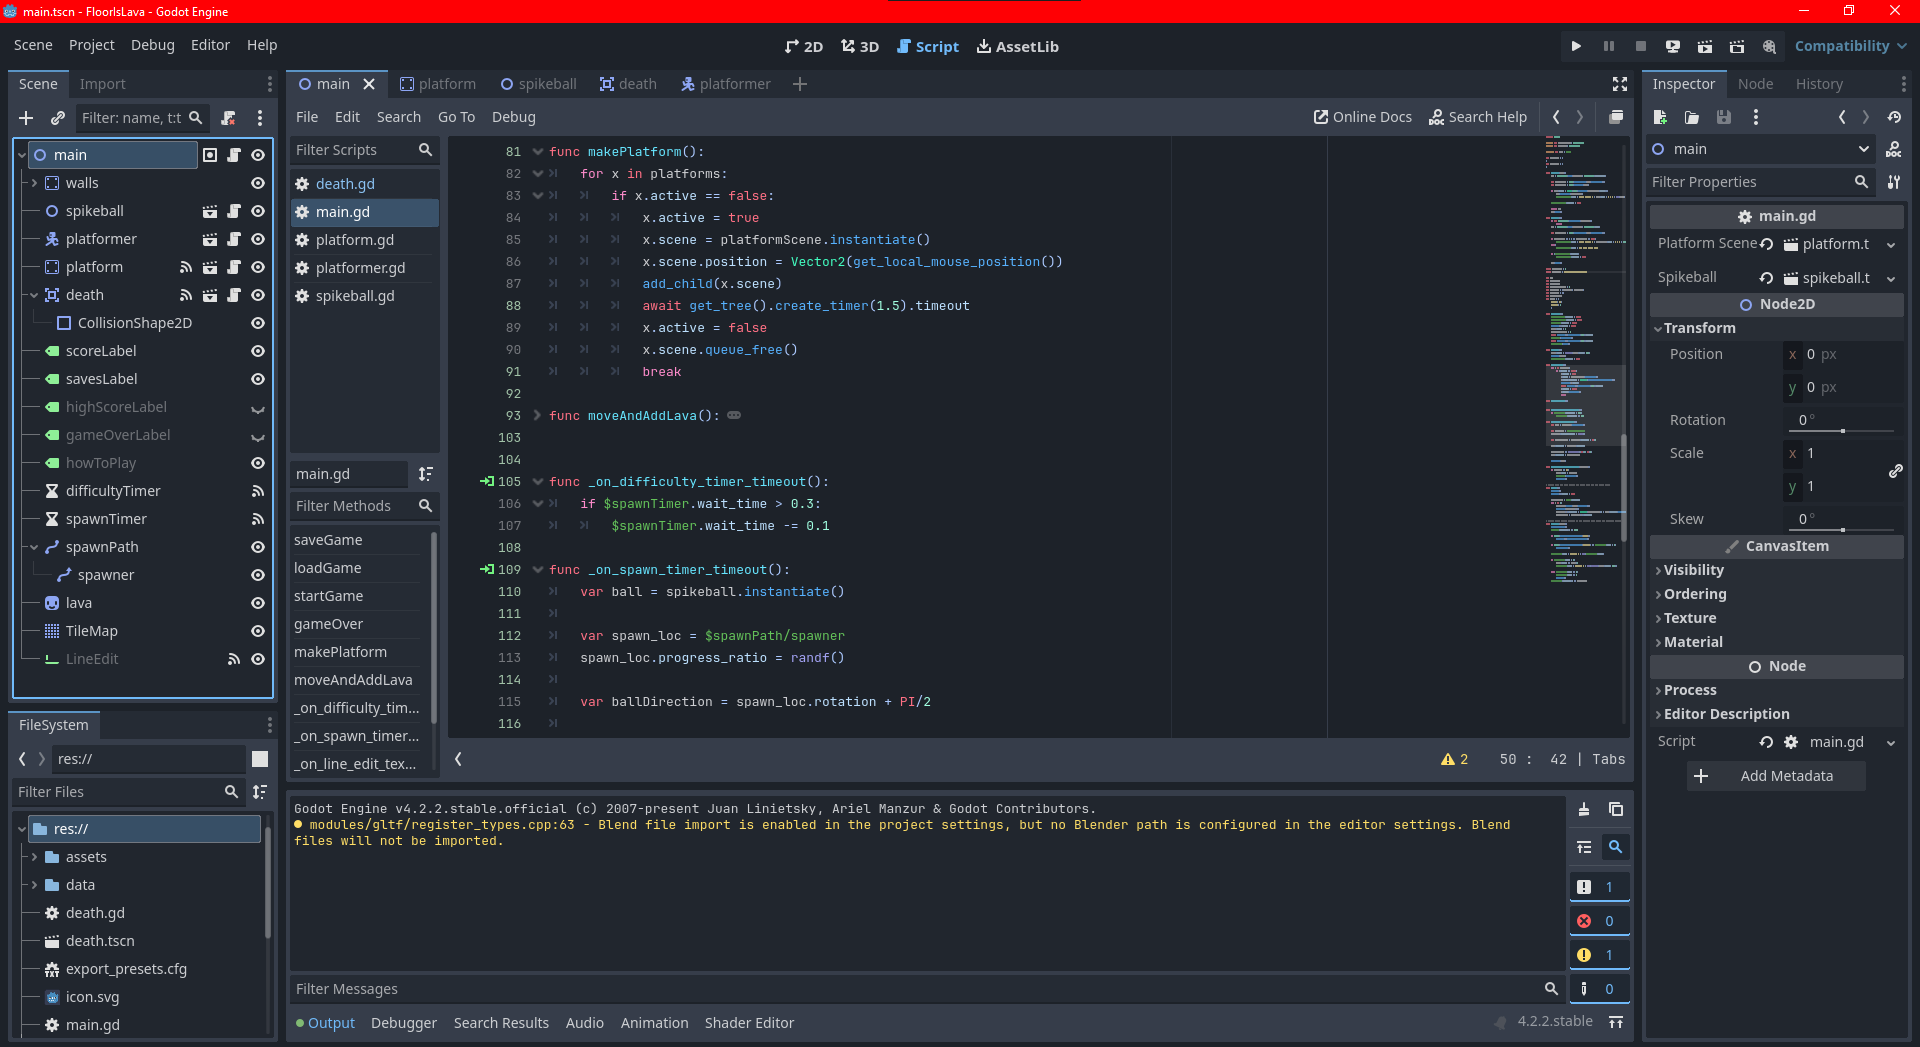 main.tscn - FloorIsLava - Godot Engine
Scene Project Debug Editor Help
2D 3D Script AssetLib
Compatibility
Scene Import
Filter: name, t:t
main
walls
spikeball
platformer
platform
death
CollisionShape2D
scoreLabel
savesLabel
highScoreLabel
gameOverLabel
howToPlay
difficultyTimer
spawnTimer
spawnPath
spawner
lava
TileMap
LineEdit
FileSystem
res://
Filter Files
res://
assets
data
death.gd
death.tscn
export_presets.cfg
icon.svg
main.gd
main platform spikeball death platformer
File Edit Search Go To Debug
Online Docs Search Help
Filter Scripts
death.gd
main.gd
platform.gd
platformer.gd
spikeball.gd
main.gd
Filter Methods
saveGame
loadGame
startGame
gameOver
makePlatform
moveAndAddLava
_on_difficulty_tim...
_on_spawn_timer...
_on_line_edit_tex...
81 func makePlatform():
82 for x in platforms:
83 if x.active == false:
84 x.active = true
85 x.scene = platformScene.instantiate()
86 x.scene.position = Vector2(get_local_mouse_position())
87 add_child(x.scene)
88 await get_tree().create_timer(1.5).timeout
89 x.active = false
90 x.scene.queue_free()
91 break
92
93 func moveAndAddLava():
103
104
105 func _on_difficulty_timer_timeout():
106 if $spawnTimer.wait_time > 0.3:
107 $spawnTimer.wait_time -= 0.1
108
109 func _on_spawn_timer_timeout():
110 var ball = spikeball.instantiate()
111
112 var spawn_loc = $spawnPath/spawner
113 spawn_loc.progress_ratio = randf()
114
115 var ballDirection = spawn_loc.rotation + PI/2
116
2 50 : 42 | Tabs
Godot Engine v4.2.2.stable.official (c) 2007-present Juan Linietsky, Ariel Manzur & Godot Contributors.
modules/gltf/register_types.cpp:63 - Blend file import is enabled in the project settings, but no Blender path is configured in the editor settings. Blend
files will not be imported.
1
0
1
0
Filter Messages
Output Debugger Search Results Audio Animation Shader Editor
4.2.2.stable
Inspector Node History
main
Filter Properties
main.gd
Platform Scene platform.t
Spikeball spikeball.t
Node2D
Transform
Position x 0 px
y 0 px
Rotation 0 °
Scale x 1
y 1
Skew 0 °
CanvasItem
Visibility
Ordering
Texture
Material
Node
Process
Editor Description
Script main.gd
Add Metadata